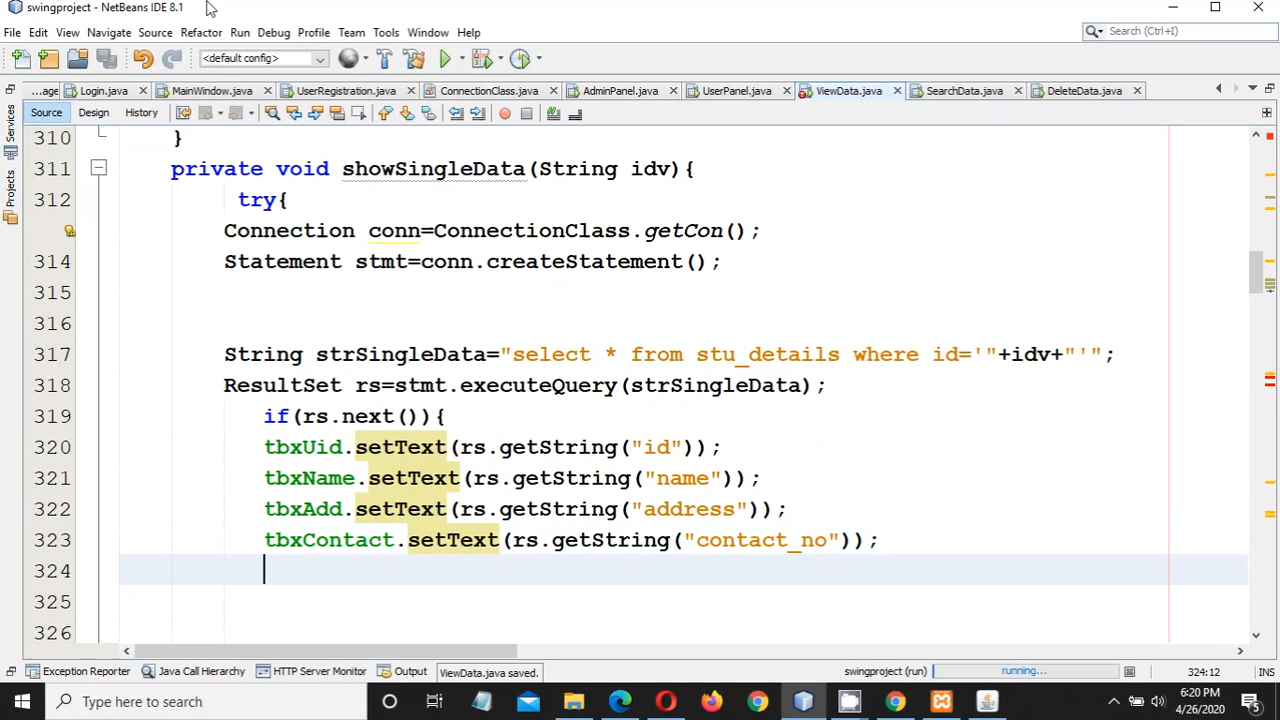 swingproject - NetBeans IDE 8.1
File Edit View Navigate Source Refactor Run Debug Profile Team Tools Window Help
Search (Ctrl+I)
<default config>
...age Login.java MainWindow.java UserRegistration.java ConnectionClass.java AdminPanel.java UserPanel.java ViewData.java SearchData.java DeleteData.java
Source Design History
Services
Projects
310 }
311 private void showSingleData(String idv){
312 try{
Connection conn=ConnectionClass.getCon();
314 Statement stmt=conn.createStatement();
315
316
317 String strSingleData="select * from stu_details where id='"+idv+"'";
318 ResultSet rs=stmt.executeQuery(strSingleData);
319 if(rs.next()){
320 tbxUid.setText(rs.getString("id"));
321 tbxName.setText(rs.getString("name"));
322 tbxAdd.setText(rs.getString("address"));
323 tbxContact.setText(rs.getString("contact_no"));
324
325
326
Exception Reporter Java Call Hierarchy HTTP Server Monitor Output ViewData.java saved. swingproject (run) running... 324:12 INS
Type here to search
6:20 PM
4/26/2020
5